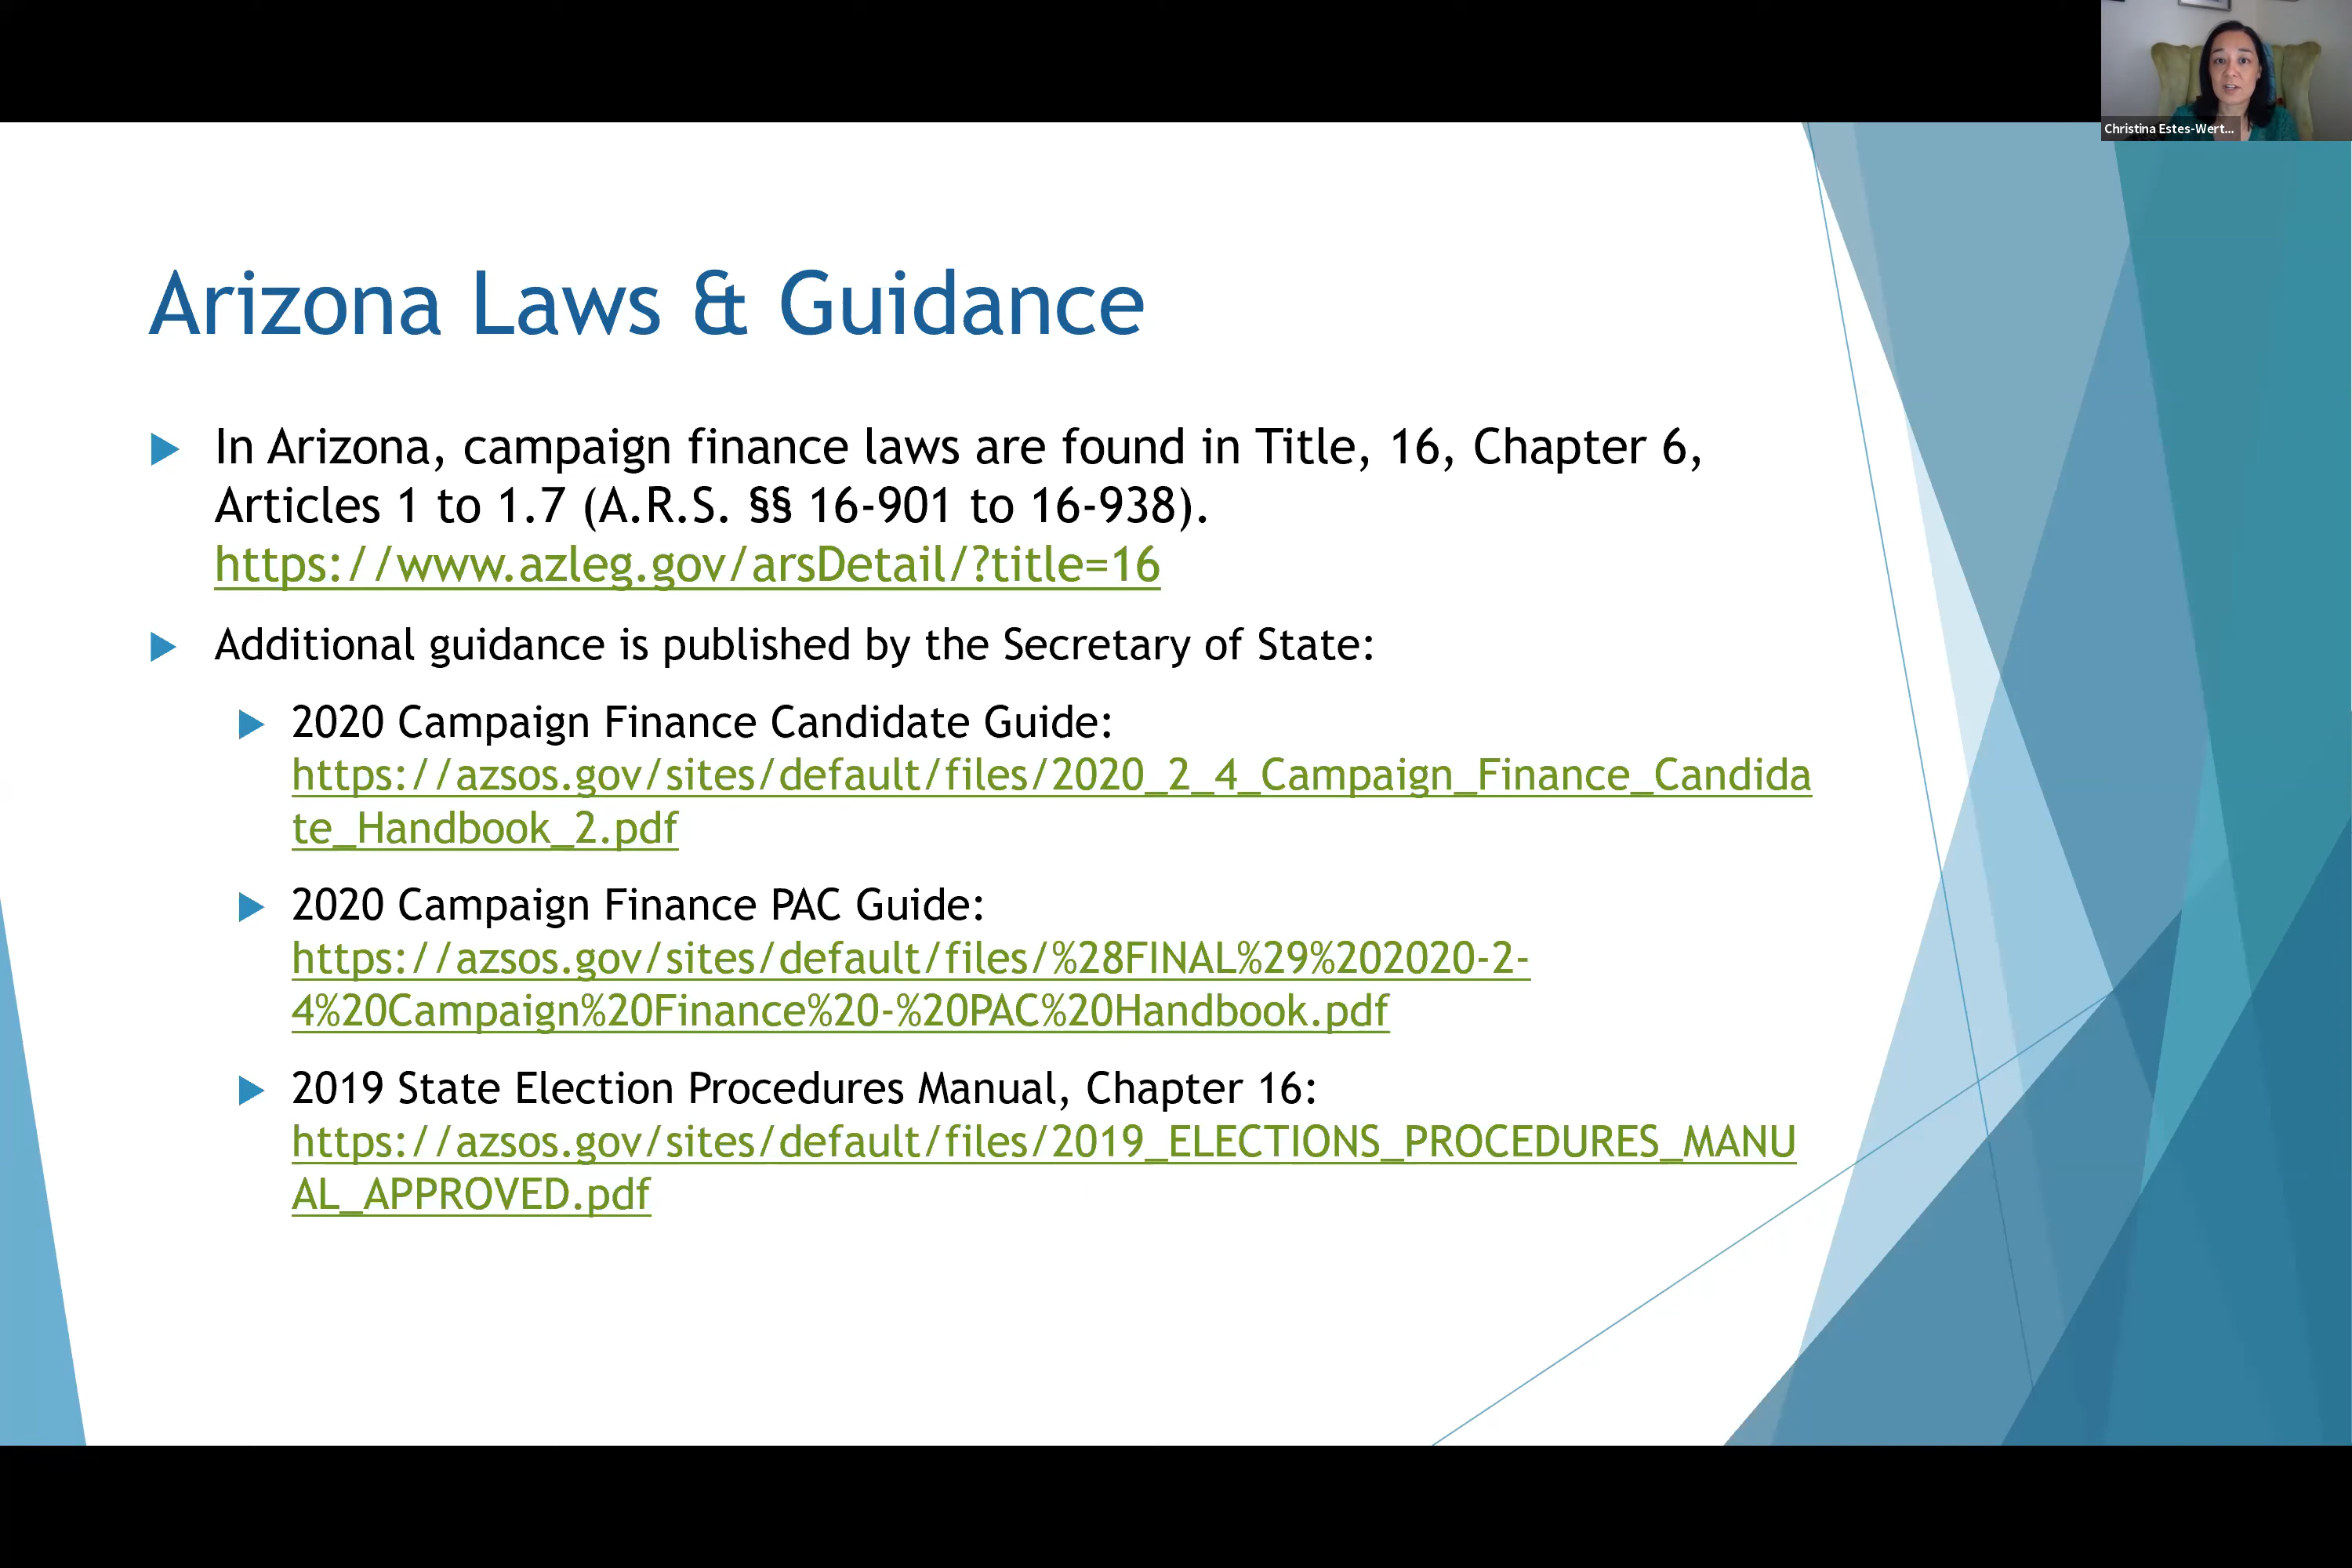 Christina Estes-Wert...
Arizona Laws & Guidance
In Arizona, campaign finance laws are found in Title, 16, Chapter 6,
Articles 1 to 1.7 (A.R.S. §§ 16-901 to 16-938).
https://www.azleg.gov/arsDetail/?title=16
Additional guidance is published by the Secretary of State:
2020 Campaign Finance Candidate Guide:
https://azsos.gov/sites/default/files/2020_2_4_Campaign_Finance_Candida
te_Handbook_2.pdf
2020 Campaign Finance PAC Guide:
https://azsos.gov/sites/default/files/%28FINAL%29%202020-2-
4%20Campaign%20Finance%20-%20PAC%20Handbook.pdf
2019 State Election Procedures Manual, Chapter 16:
https://azsos.gov/sites/default/files/2019_ELECTIONS_PROCEDURES_MANU
AL_APPROVED.pdf